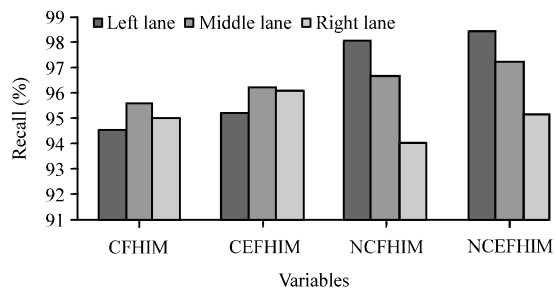 99
Left lane Middle lane Right lane
98
97
96
95
94
93
92
91
Recall (%)
CFHIM CEFHIM NCFHIM NCEFHIM
Variables